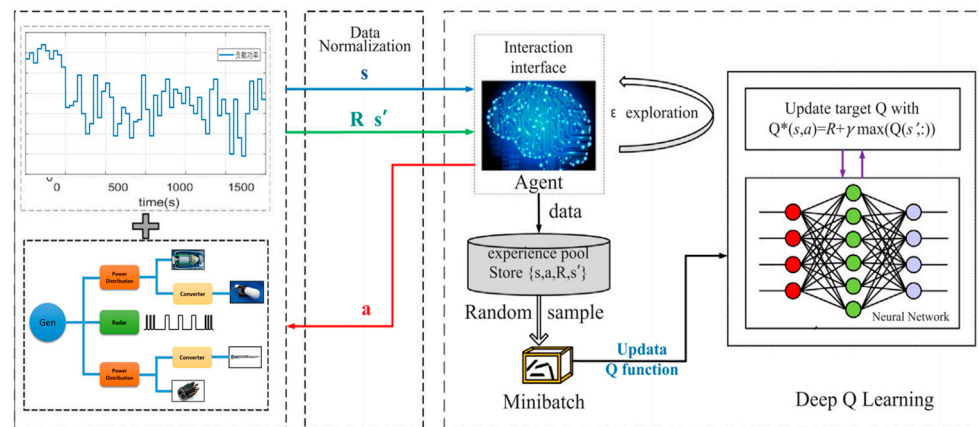 负载功率
0
0
500
1000
1500
time(s)
Gen
Power
Distribution
Converter
Radar
Power
Distribution
Converter
Data
Normalization
s
R s′
a
Interaction
interface
Agent
ε exploration
data
experience pool
Store {s,a,R,s′}
Random sample
Minibatch
Updata
Q function
Update target Q with
Q*(s,a)=R+γ max(Q(s′,:))
Neural Network
Deep Q Learning